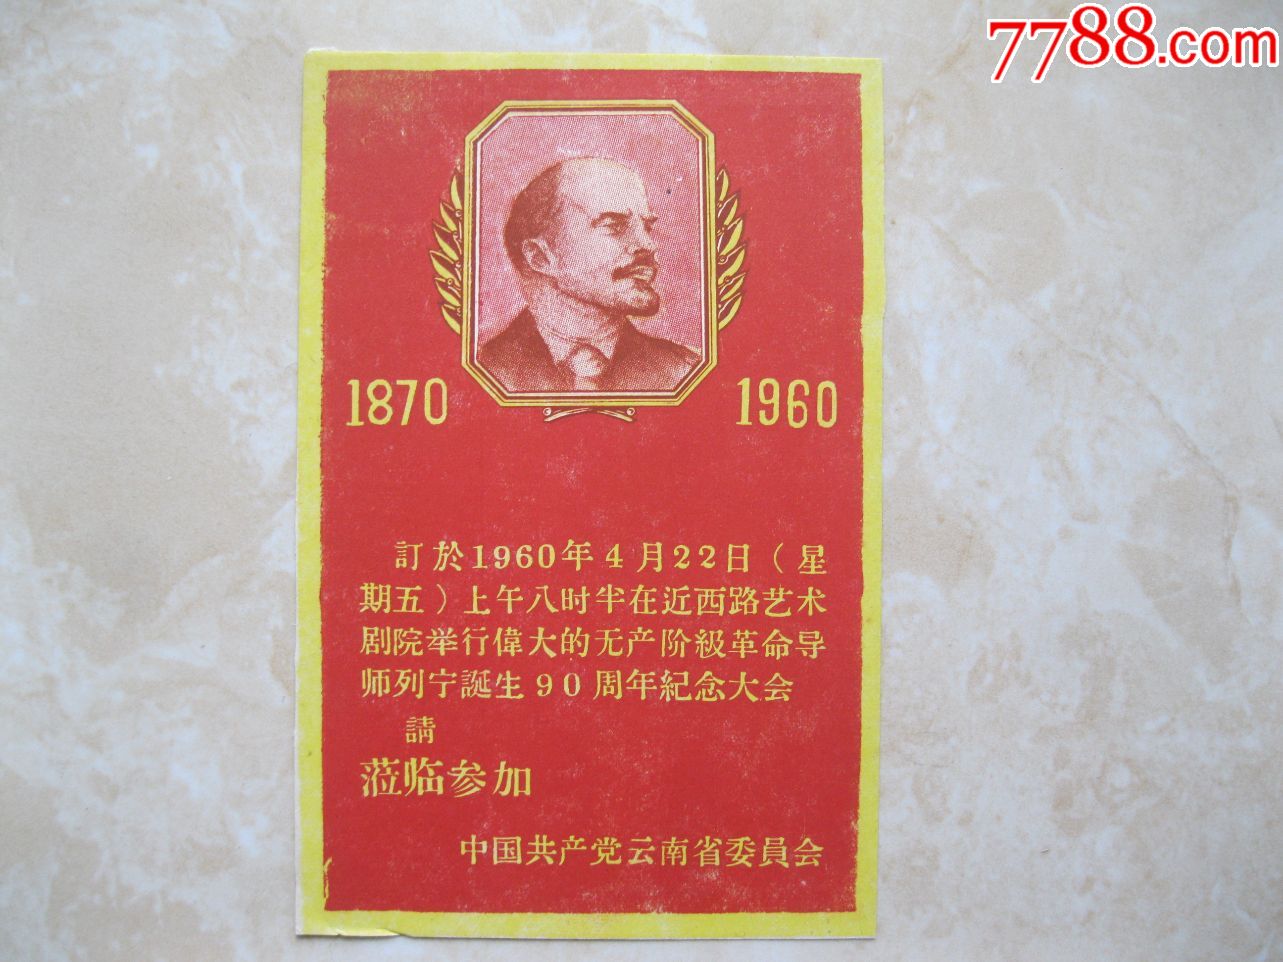 7788.com
1870
1960
訂於1960年4月22日（星
期五）上午八时半在近西路艺术
剧院举行偉大的无产阶級革命导
师列宁誕生90周年紀念大会
請
蒞临参加
中国共产党云南省委員会